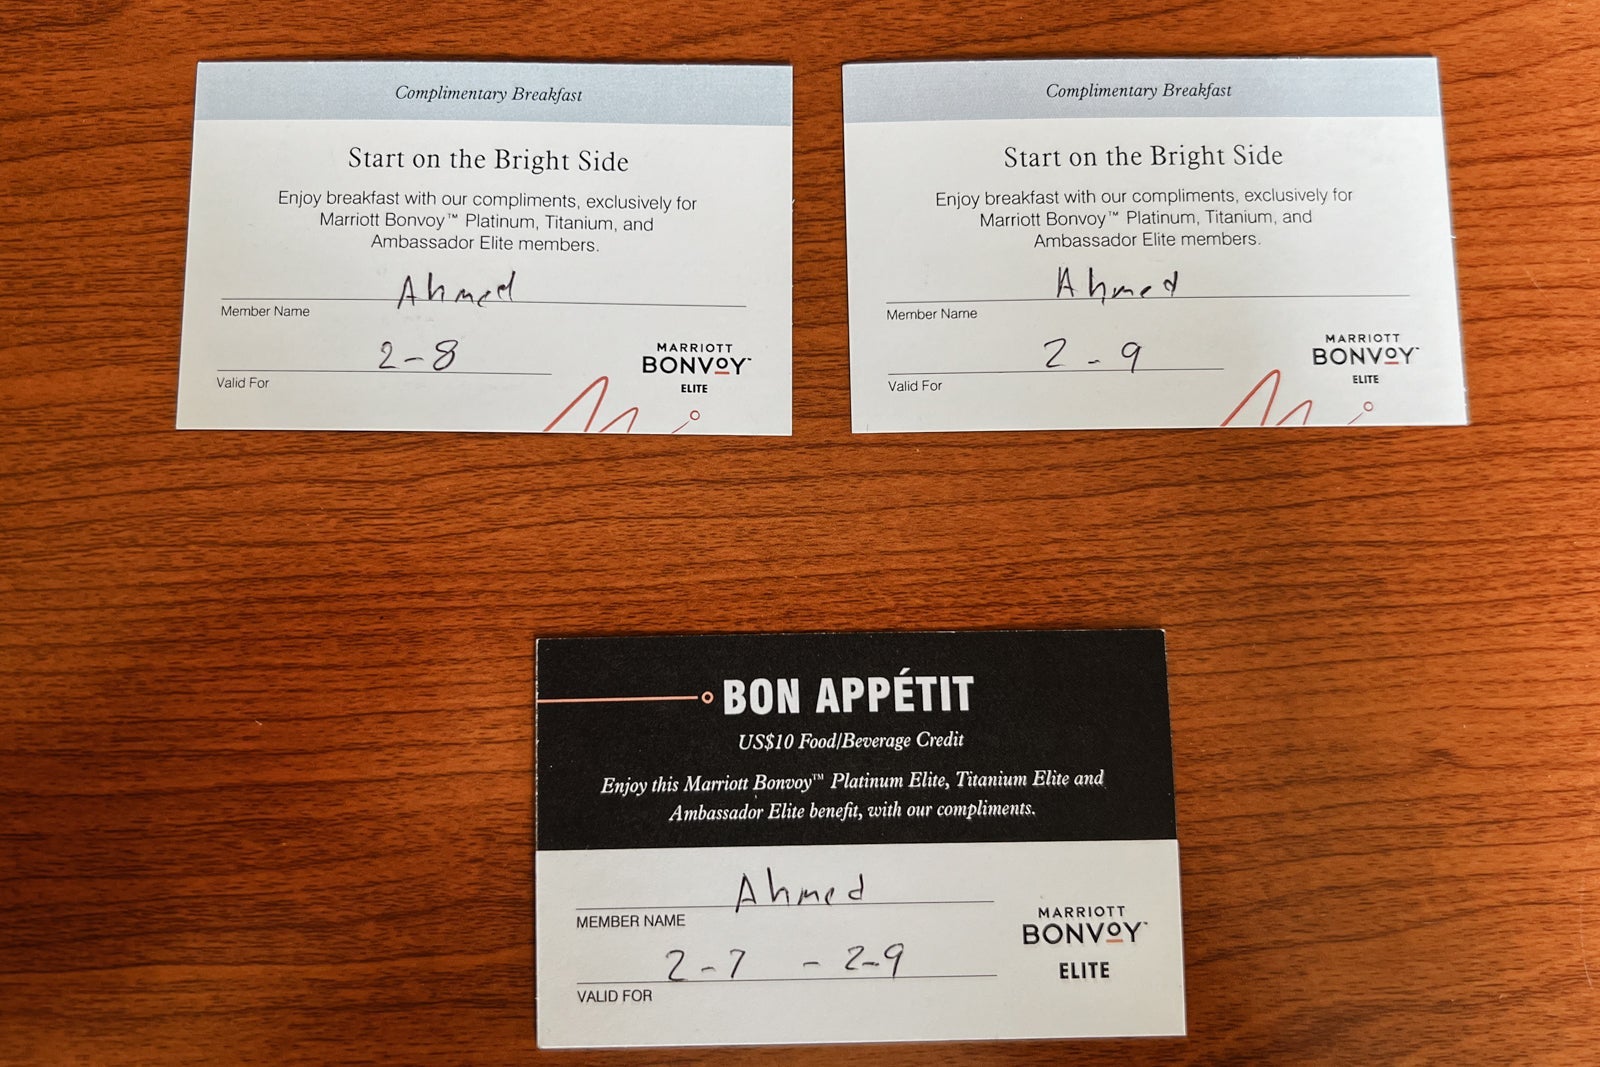 Complimentary Breakfast
Start on the Bright Side
Enjoy breakfast with our compliments, exclusively for
Marriott Bonvoy™ Platinum, Titanium, and
Ambassador Elite members.
Ahmed
Member Name
2-8
Valid For
MARRIOTT
BONVOY™
ELITE
Complimentary Breakfast
Start on the Bright Side
Enjoy breakfast with our compliments, exclusively for
Marriott Bonvoy™ Platinum, Titanium, and
Ambassador Elite members.
Ahmed
Member Name
2-9
Valid For
MARRIOTT
BONVOY™
ELITE
BON APPÉTIT
US$10 Food/Beverage Credit
Enjoy this Marriott Bonvoy™ Platinum Elite, Titanium Elite and
Ambassador Elite benefit, with our compliments.
Ahmed
MEMBER NAME
2-7 - 2-9
VALID FOR
MARRIOTT
BONVOY™
ELITE